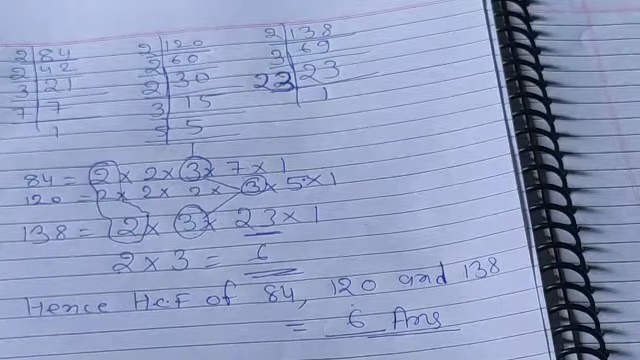 2 | 84   2 | 120   2 | 138
2 | 42   2 | 60   3 | 69
3 | 21   2 | 30   23 | 23
7 | 7   3 | 15   1
1   5 | 5
1
84 = 2 x 2 x 3 x 7 x 1
120 = 2 x 2 x 2 x 3 x 5 x 1
138 = 2 x 3 x 23 x 1
2 x 3 = 6
Hence H.C.F of 84, 120 and 138
= 6 Ans